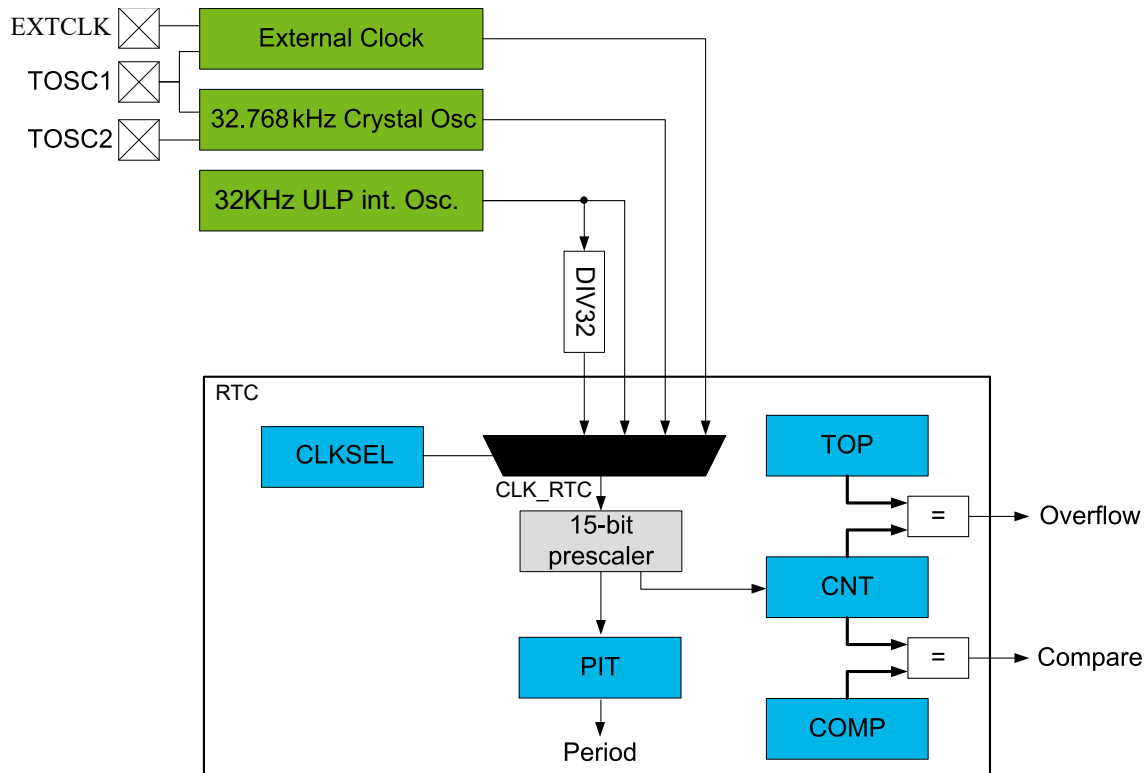 EXTCLK
External Clock
TOSC1
32.768 kHz Crystal Osc
TOSC2
32KHz ULP int. Osc.
DIV32
RTC
CLKSEL
TOP
CLK_RTC
15-bit
prescaler
=
Overflow
CNT
PIT
=
Compare
COMP
Period